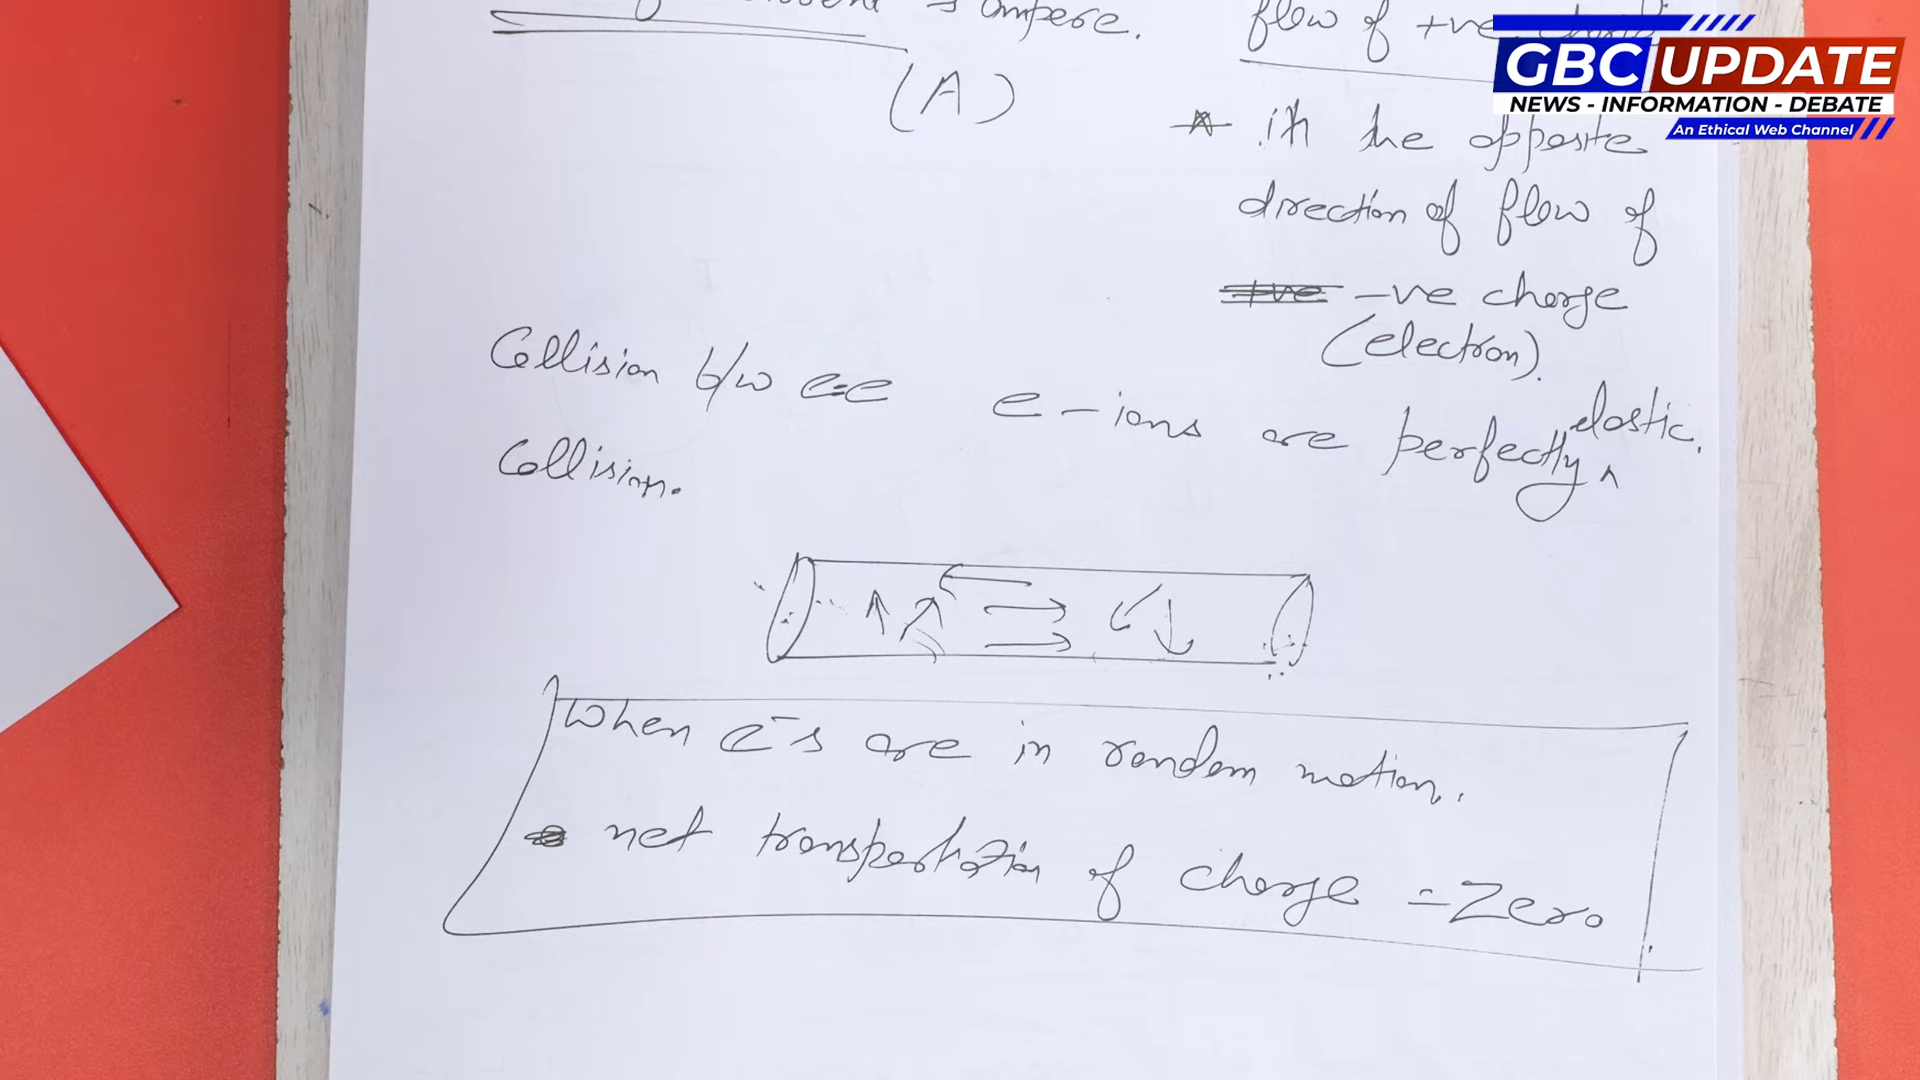 is Ampere.
(A)
flow of +ve
* in the opposite
direction of flow of
-ve charge
(electron).
Collision b/w e-e e-ions are perfectly elastic.
Collision.
When e-s are in random motion.
net transportation of charge = Zero
GBC UPDATE
NEWS - INFORMATION - DEBATE
An Ethical Web Channel